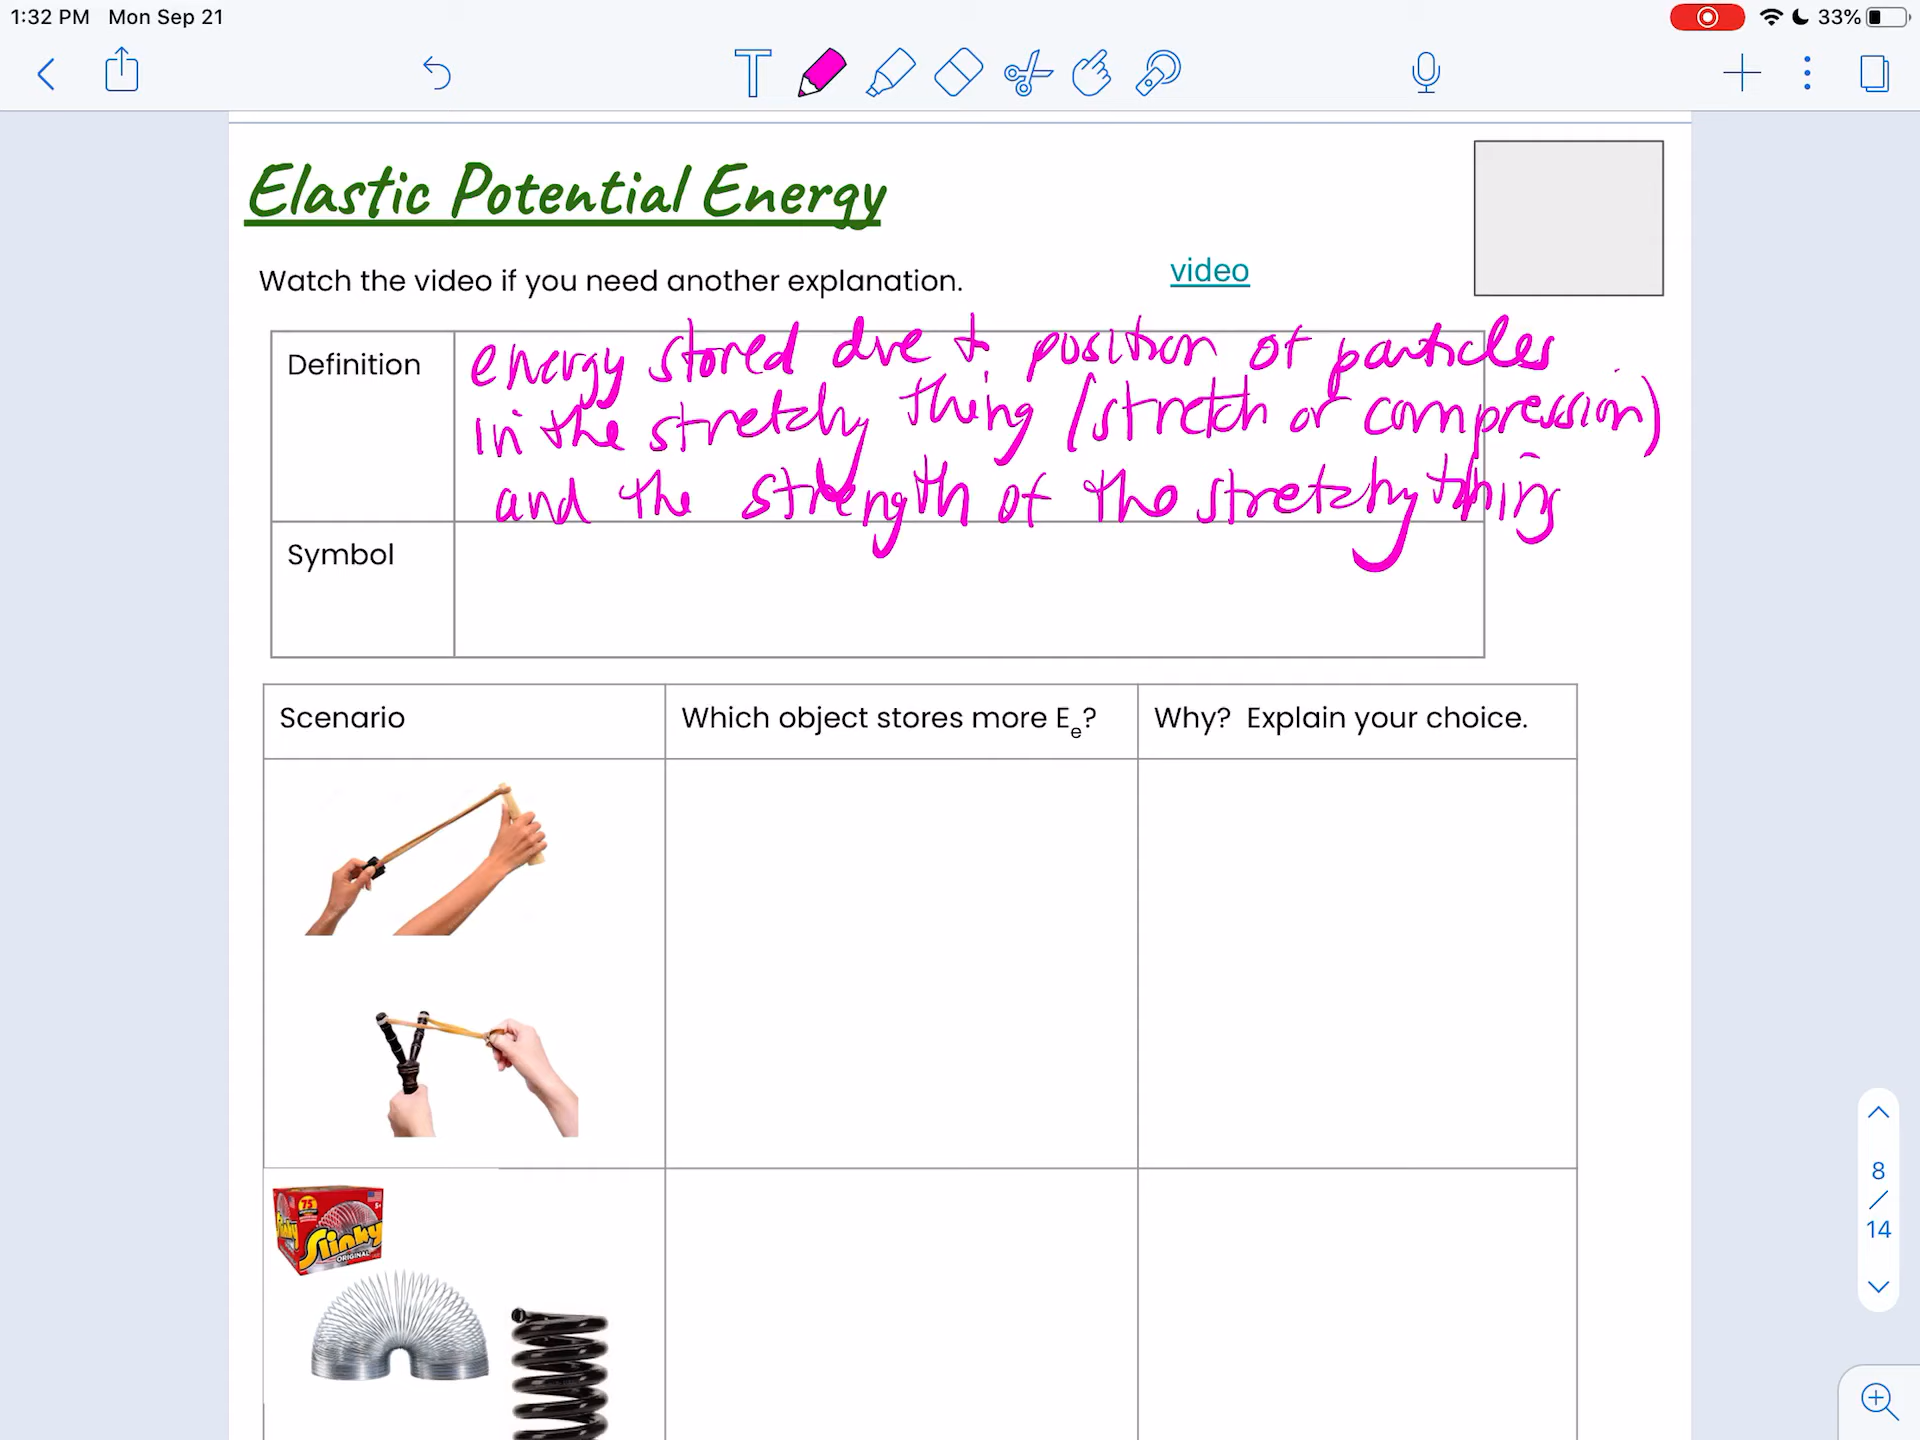 1:32 PM Mon Sep 21
33%
Elastic Potential Energy
Watch the video if you need another explanation.
video
Definition
energy stored due to position of particles
in the stretchy thing (stretch or compression)
and the strength of the stretchy thing
Symbol
Scenario
Which object stores more Ee?
Why? Explain your choice.
75
Slinky
Slinky
ORIGINAL
8
/
14